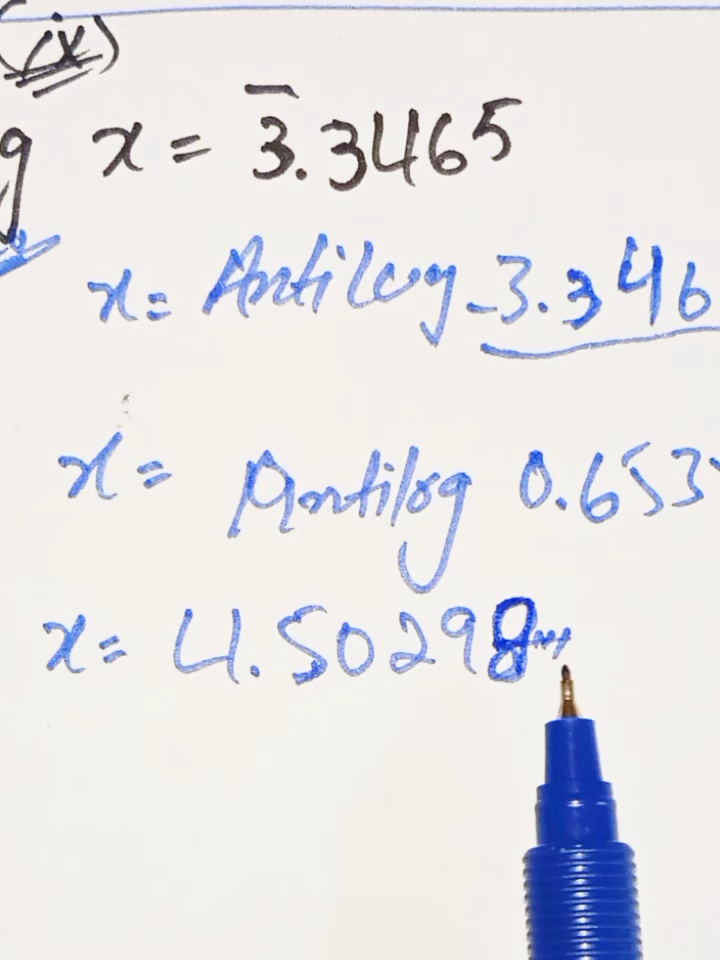 (ix)
g x = 3̅.3465
x = Antilog -3.346
x = Antilog 0.653
x = 4.50298